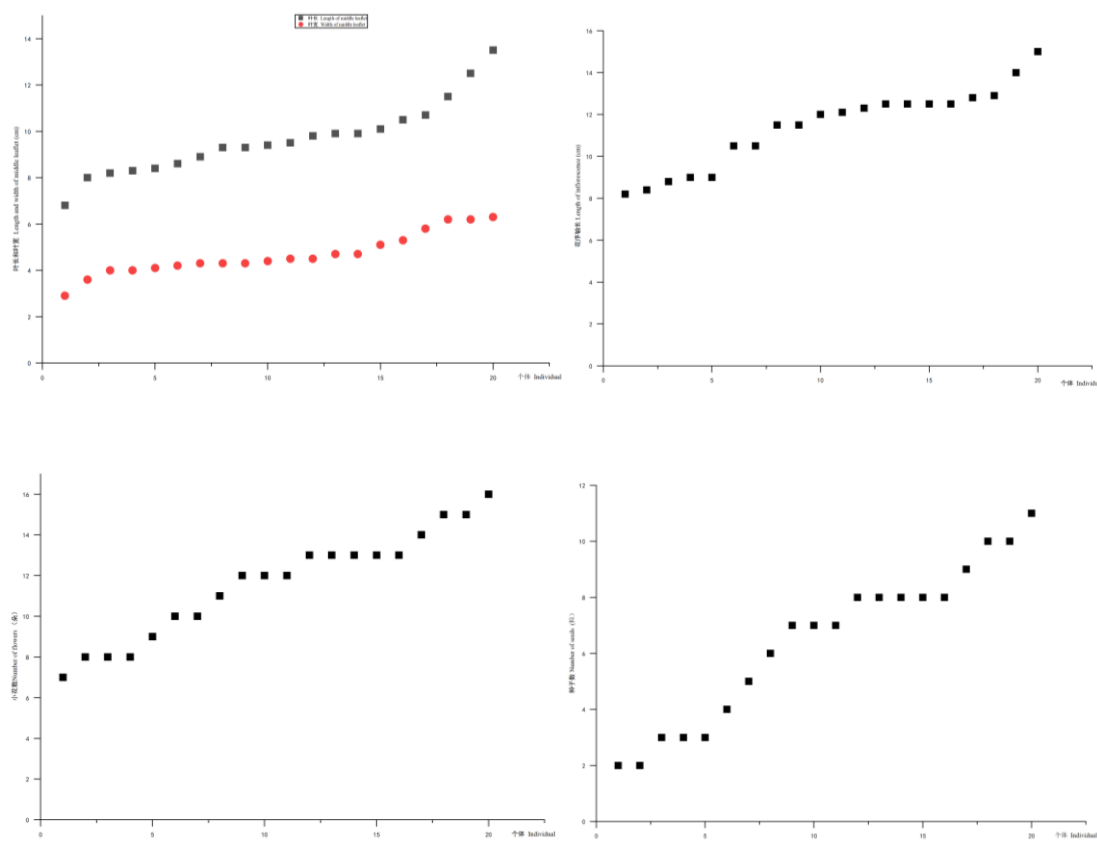 叶长 Length of middle leaflet
叶宽 Width of middle leaflet
叶长和叶宽 Length and width of middle leaflet (cm)
14
12
10
8
6
4
2
0
0 5 10 15 20
个体 Individual
花序轴长 Length of inflorescence (cm)
16
14
12
10
8
6
4
2
0
0 5 10 15 20
个体 Individu
小花数Number of flowers（朵）
16
14
12
10
8
6
4
2
0
0 5 10 15 20
个体 Individual
种子数 Number of seeds (粒)
12
10
8
6
4
2
0
0 5 10 15 20
个体 Individual